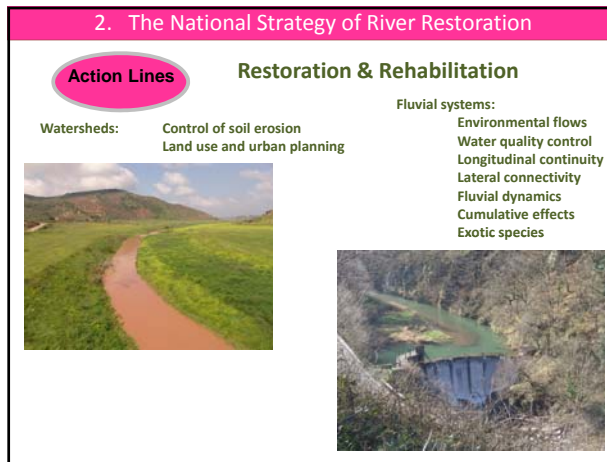 2. The National Strategy of River Restoration
Action Lines
Restoration & Rehabilitation
Watersheds: Control of soil erosion
Land use and urban planning
Fluvial systems:
Environmental flows
Water quality control
Longitudinal continuity
Lateral connectivity
Fluvial dynamics
Cumulative effects
Exotic species